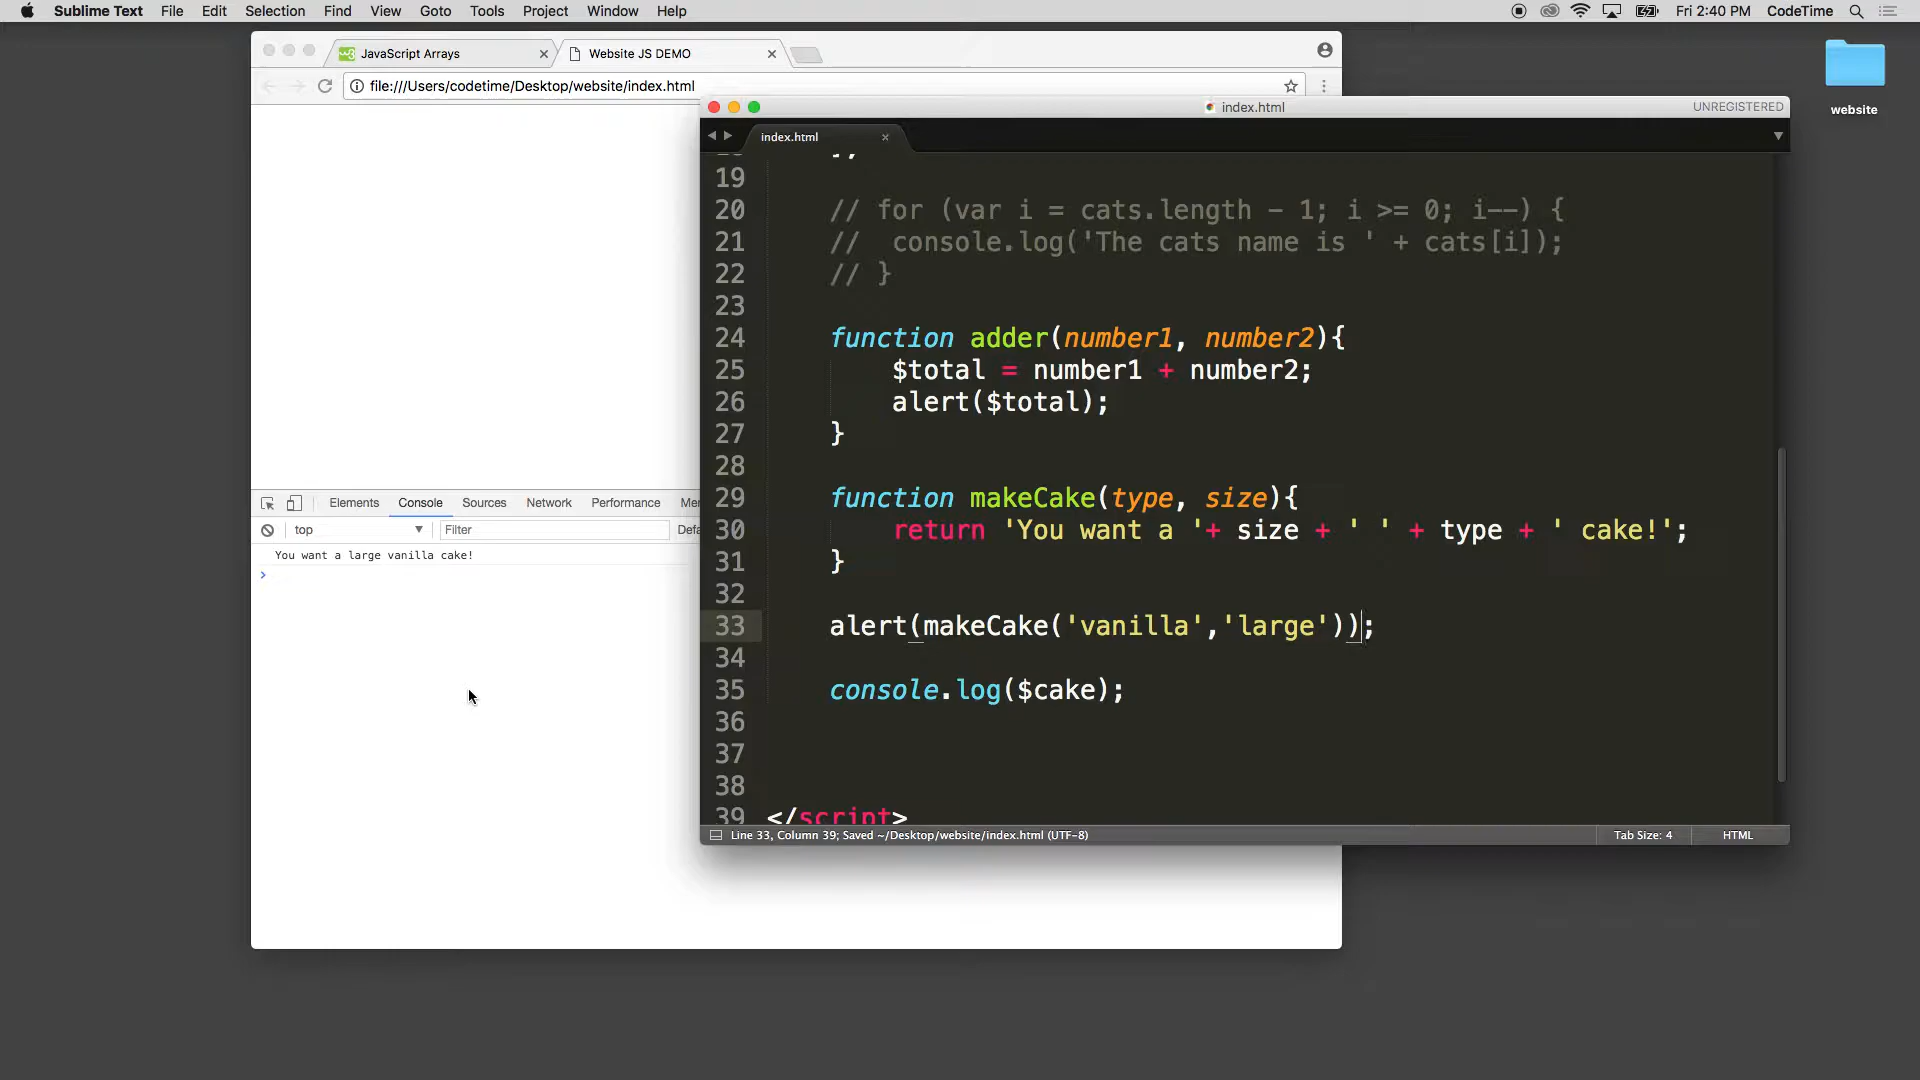 Sublime Text File Edit Selection Find View Goto Tools Project Window Help Fri 2:40 PM CodeTime
JavaScript Arrays Website JS DEMO
file:///Users/codetime/Desktop/website/index.html
website
index.html UNREGISTERED
index.html
19
20 // for (var i = cats.length - 1; i >= 0; i--) {
21 // console.log('The cats name is ' + cats[i]);
22 // }
23
24 function adder(number1, number2){
25 $total = number1 + number2;
26 alert($total);
27 }
28
29 function makeCake(type, size){
30 return 'You want a '+ size + ' ' + type + ' cake!';
31 }
32
33 alert(makeCake('vanilla','large'));
34
35 console.log($cake);
36
37
38
39 </script>
Line 33, Column 39; Saved ~/Desktop/website/index.html (UTF-8) Tab Size: 4 HTML
Elements Console Sources Network Performance
top Filter
You want a large vanilla cake!
>